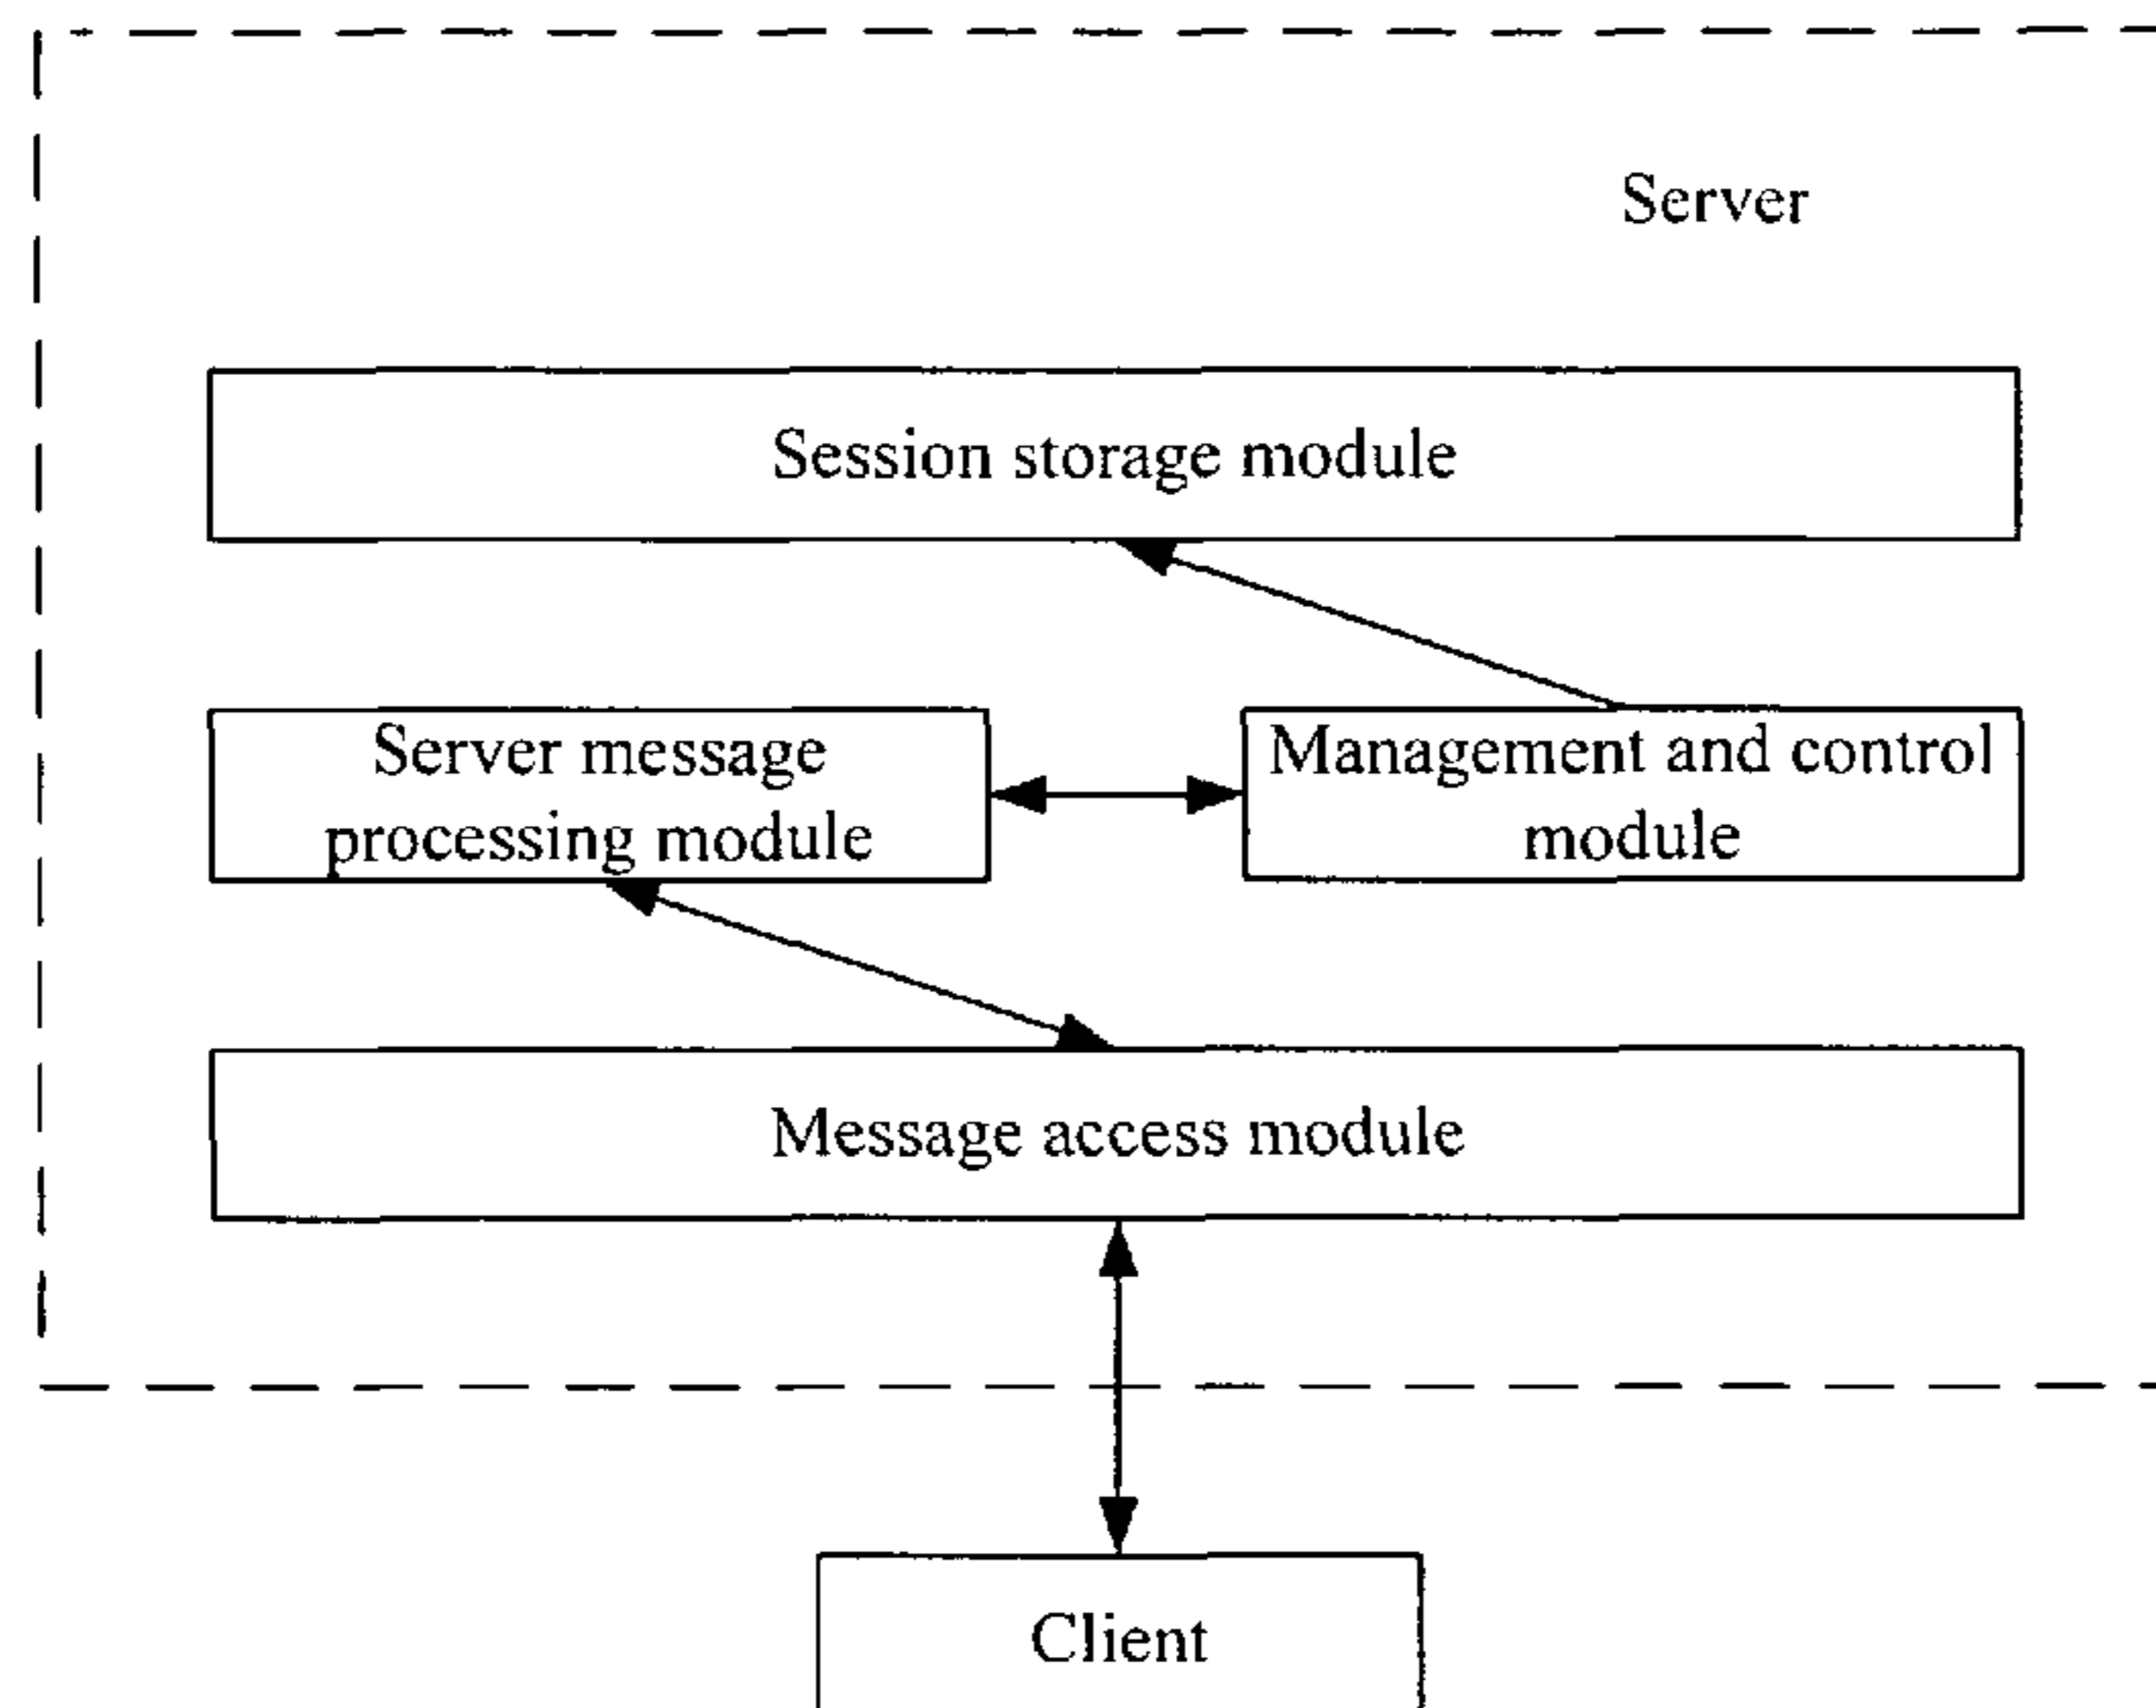 Server
Session storage module
Server message
processing module
Management and control
module
Message access module
Client